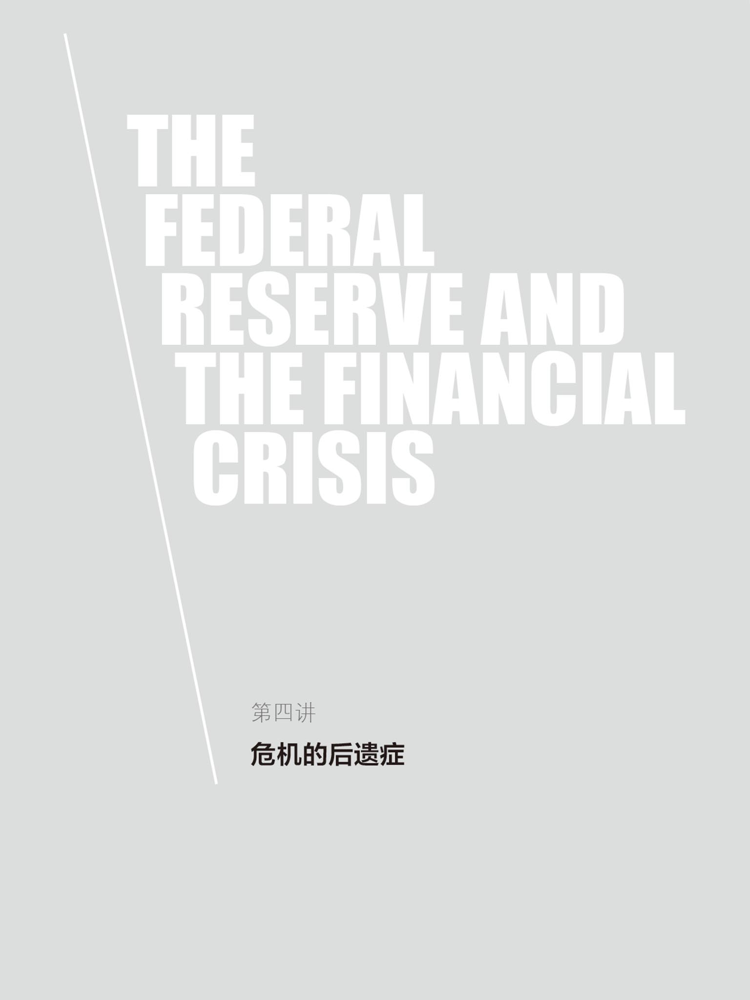 THE
FEDERAL
RESERVE AND
THE FINANCIAL
CRISIS
第四讲
危机的后遗症